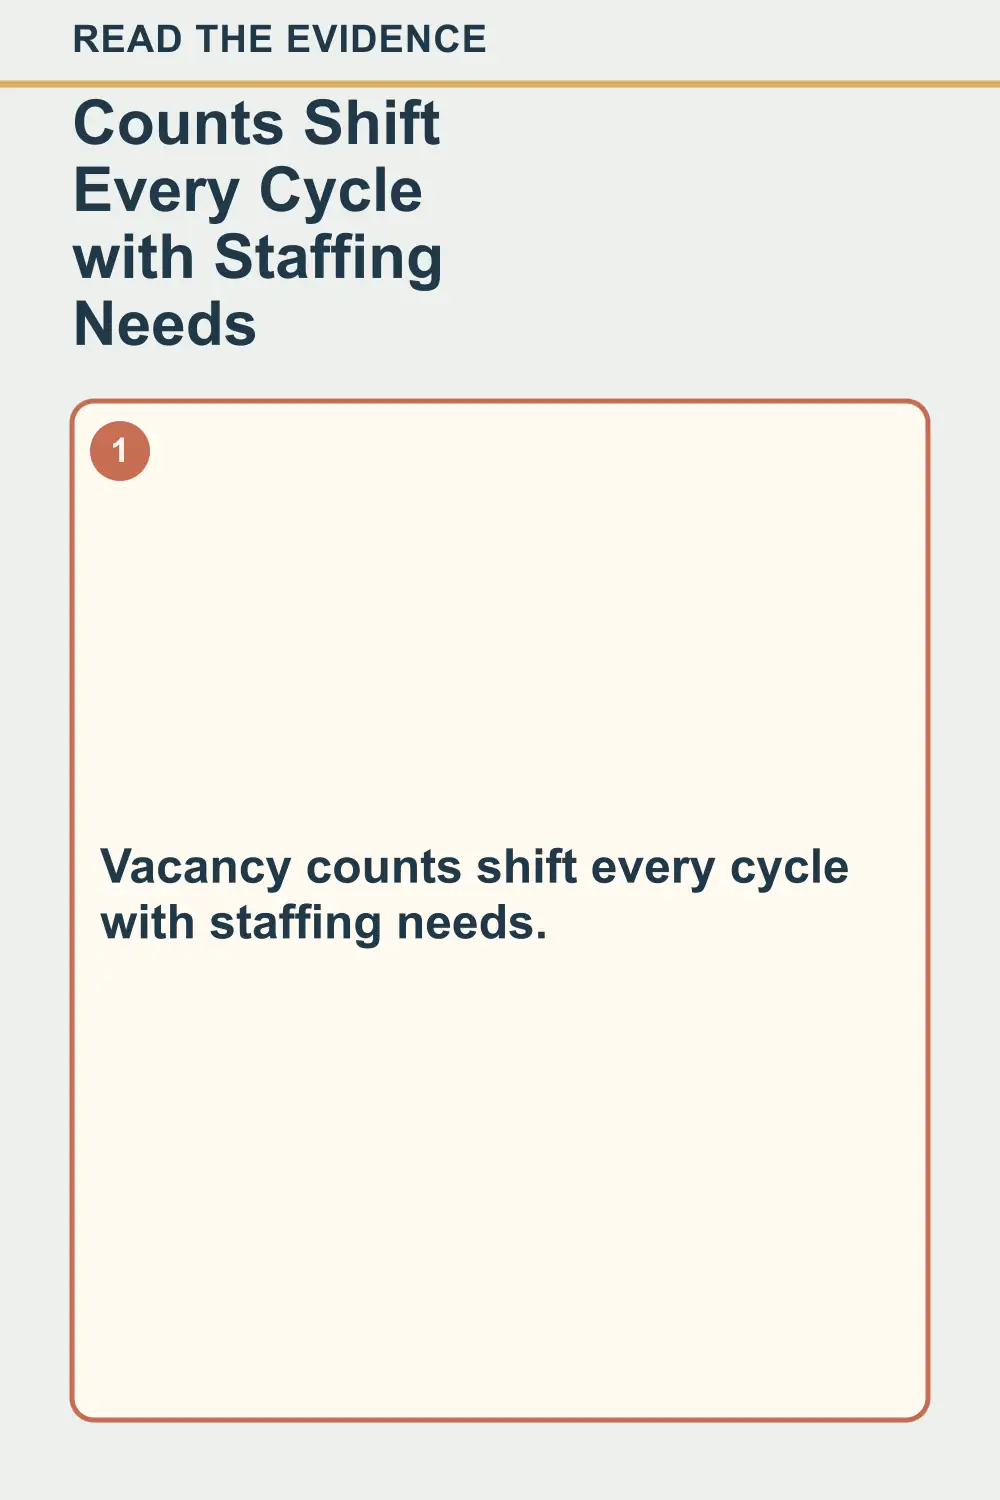 READ THE EVIDENCE
Counts Shift
Every Cycle
with Staffing
Needs
1
Vacancy counts shift every cycle
with staffing needs.